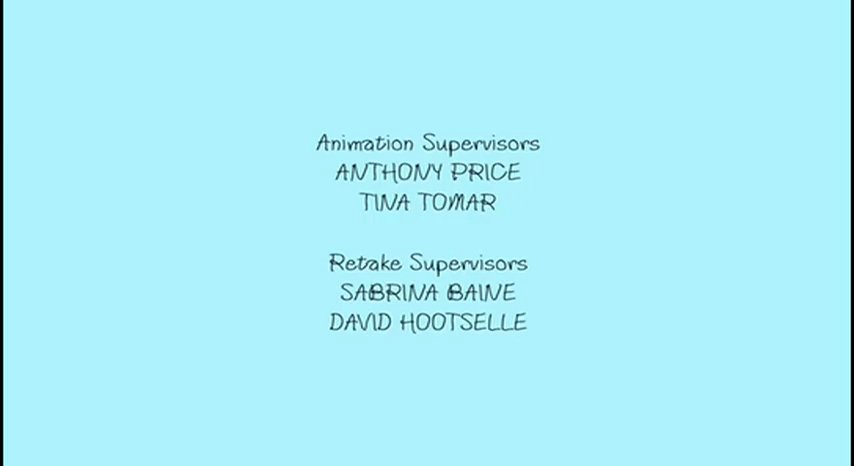 Animation Supervisors
ANTHONY PRICE
TINA TOMAR
Retake Supervisors
SABRINA BAINE
DAVID HOOTSELLE